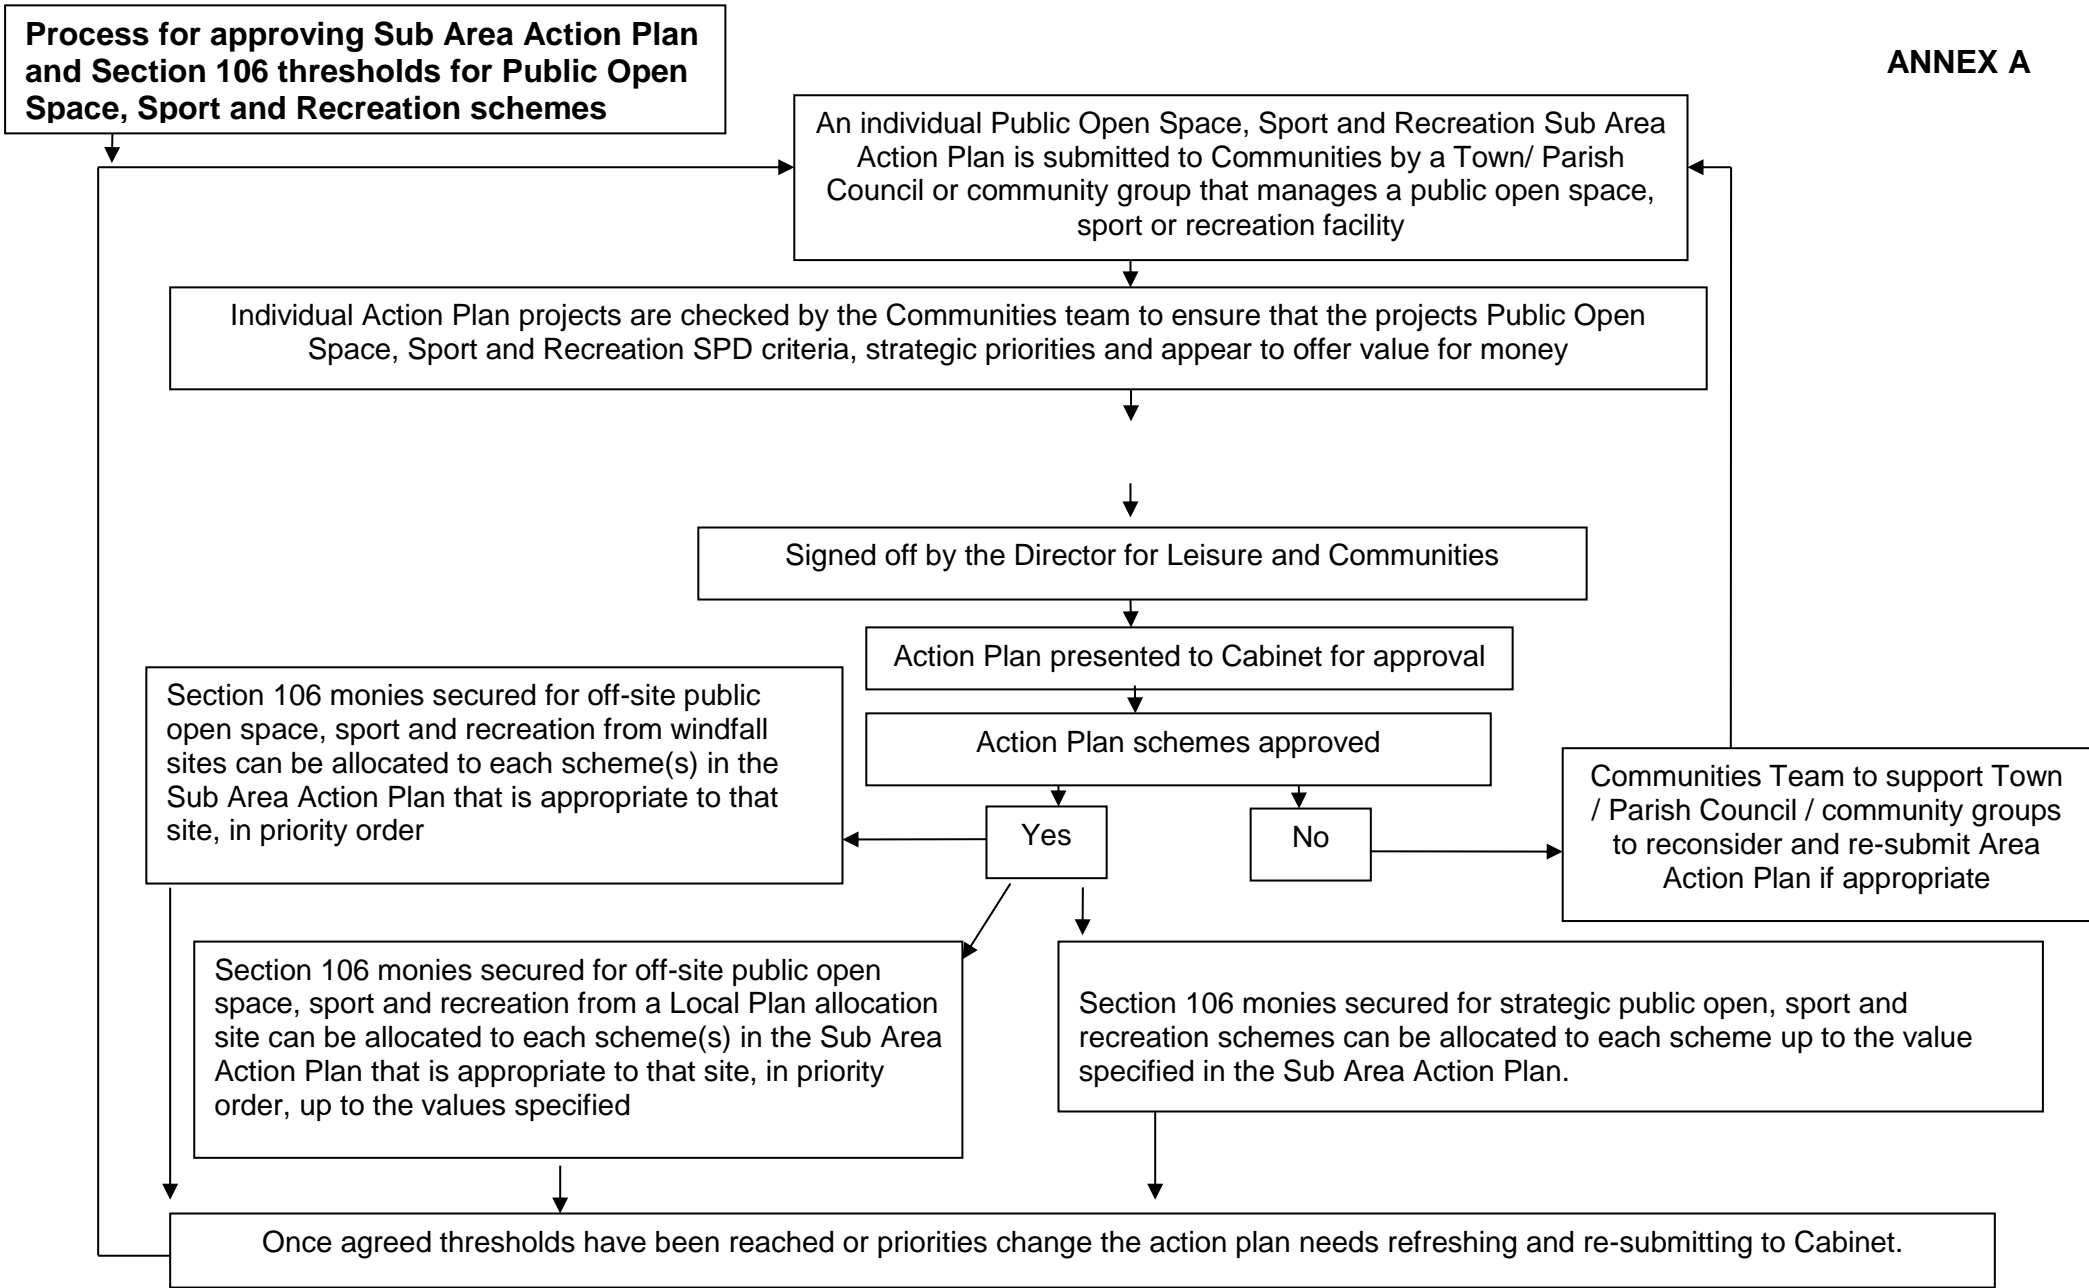 Process for approving Sub Area Action Plan
and Section 106 thresholds for Public Open
Space, Sport and Recreation schemes
ANNEX A
An individual Public Open Space, Sport and Recreation Sub Area
Action Plan is submitted to Communities by a Town/ Parish
Council or community group that manages a public open space,
sport or recreation facility
Individual Action Plan projects are checked by the Communities team to ensure that the projects Public Open
Space, Sport and Recreation SPD criteria, strategic priorities and appear to offer value for money
Signed off by the Director for Leisure and Communities
Action Plan presented to Cabinet for approval
Action Plan schemes approved
Yes
No
Section 106 monies secured for off-site public
open space, sport and recreation from windfall
sites can be allocated to each scheme(s) in the
Sub Area Action Plan that is appropriate to that
site, in priority order
Communities Team to support Town
/ Parish Council / community groups
to reconsider and re-submit Area
Action Plan if appropriate
Section 106 monies secured for off-site public open
space, sport and recreation from a Local Plan allocation
site can be allocated to each scheme(s) in the Sub Area
Action Plan that is appropriate to that site, in priority
order, up to the values specified
Section 106 monies secured for strategic public open, sport and
recreation schemes can be allocated to each scheme up to the value
specified in the Sub Area Action Plan.
Once agreed thresholds have been reached or priorities change the action plan needs refreshing and re-submitting to Cabinet.